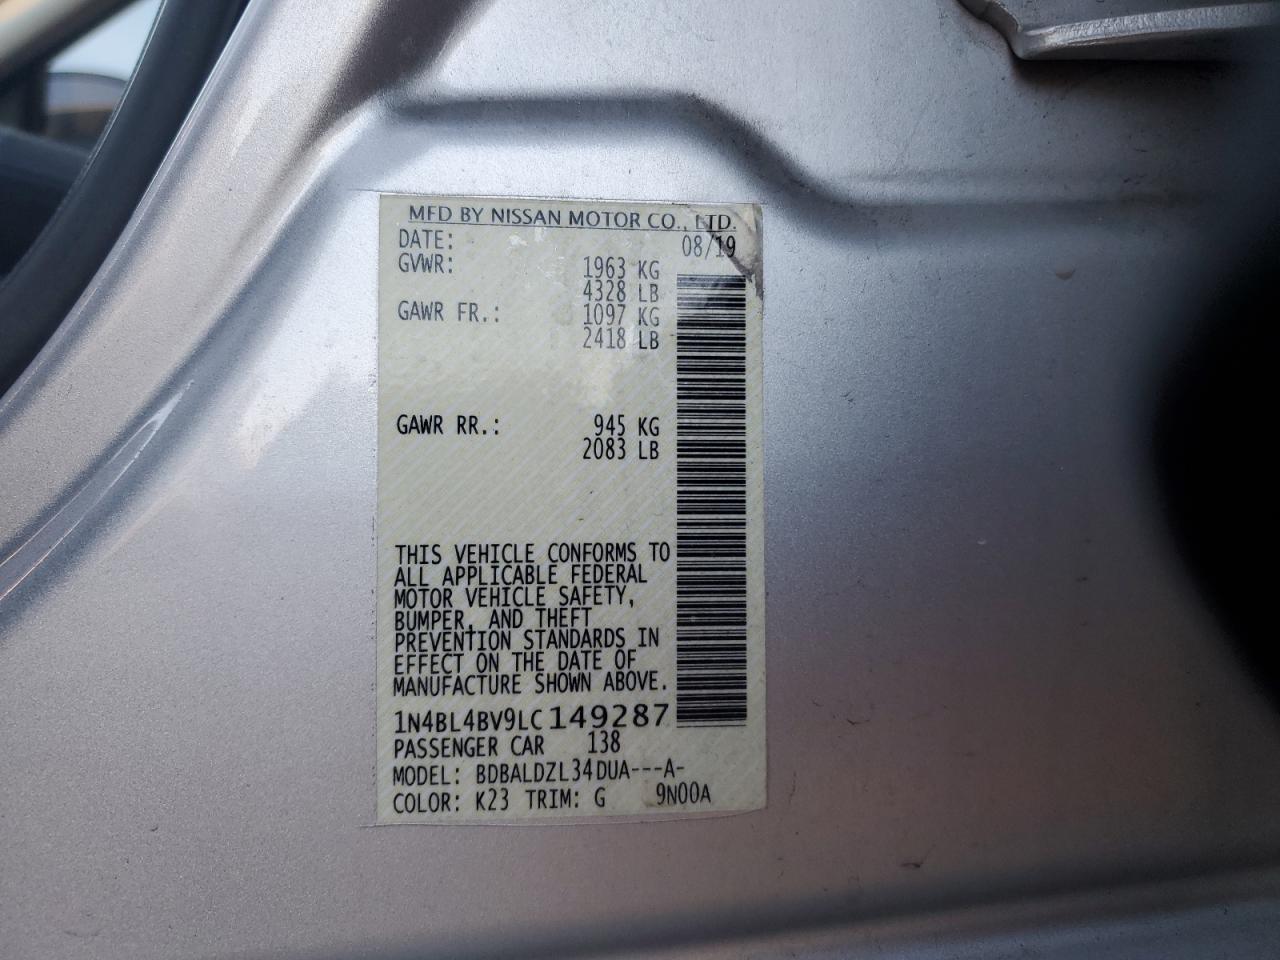 MFD BY NISSAN MOTOR CO., LTD.
DATE: 08/19
GVWR: 1963 KG
4328 LB
GAWR FR.: 1097 KG
2418 LB
GAWR RR.: 945 KG
2083 LB
THIS VEHICLE CONFORMS TO
ALL APPLICABLE FEDERAL
MOTOR VEHICLE SAFETY,
BUMPER, AND THEFT
PREVENTION STANDARDS IN
EFFECT ON THE DATE OF
MANUFACTURE SHOWN ABOVE.
1N4BL4BV9LC149287
PASSENGER CAR 138
MODEL: BDBALDZL34DUA---A-
COLOR: K23 TRIM: G 9N00A